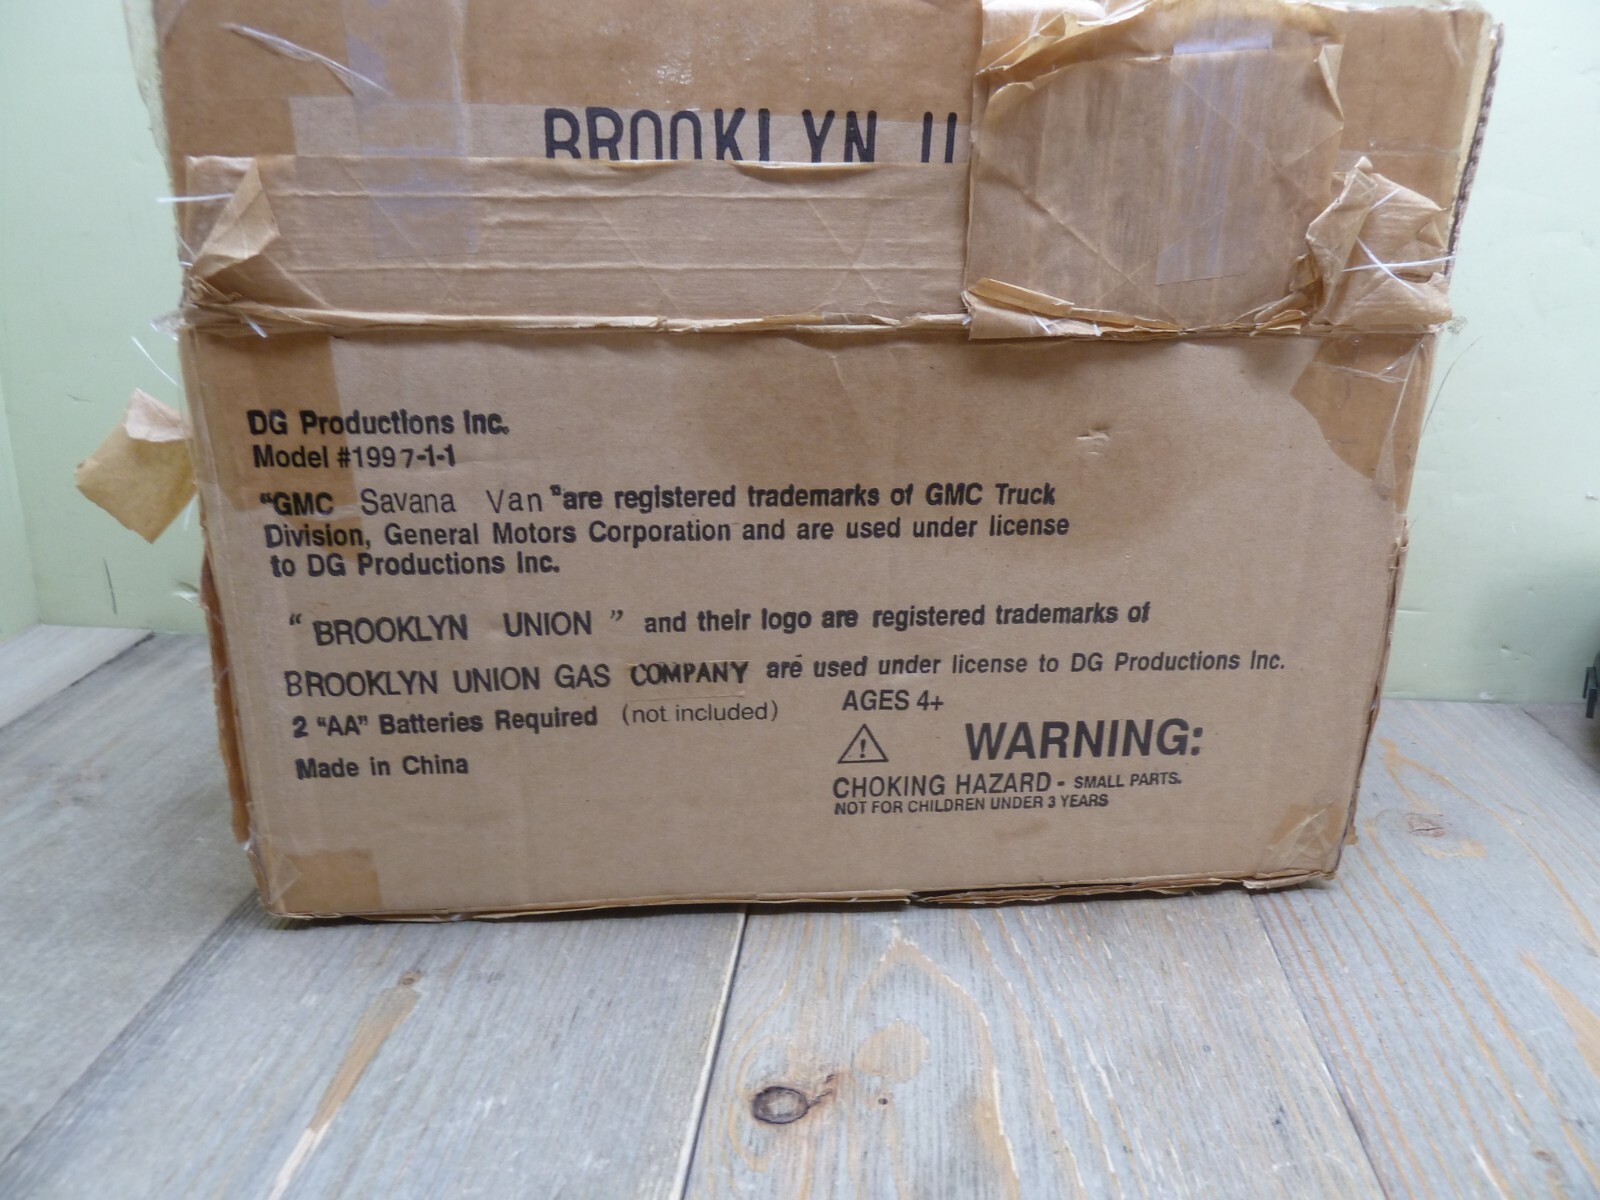 BROOKLYN U
DG Productions Inc.
Model #1997-1-1
"GMC Savana Van "are registered trademarks of GMC Truck
Division, General Motors Corporation and are used under license
to DG Productions Inc.
" BROOKLYN UNION " and their logo are registered trademarks of
BROOKLYN UNION GAS COMPANY are used under license to DG Productions Inc.
2 "AA" Batteries Required (not included)
Made in China
AGES 4+
WARNING:
CHOKING HAZARD - SMALL PARTS.
NOT FOR CHILDREN UNDER 3 YEARS